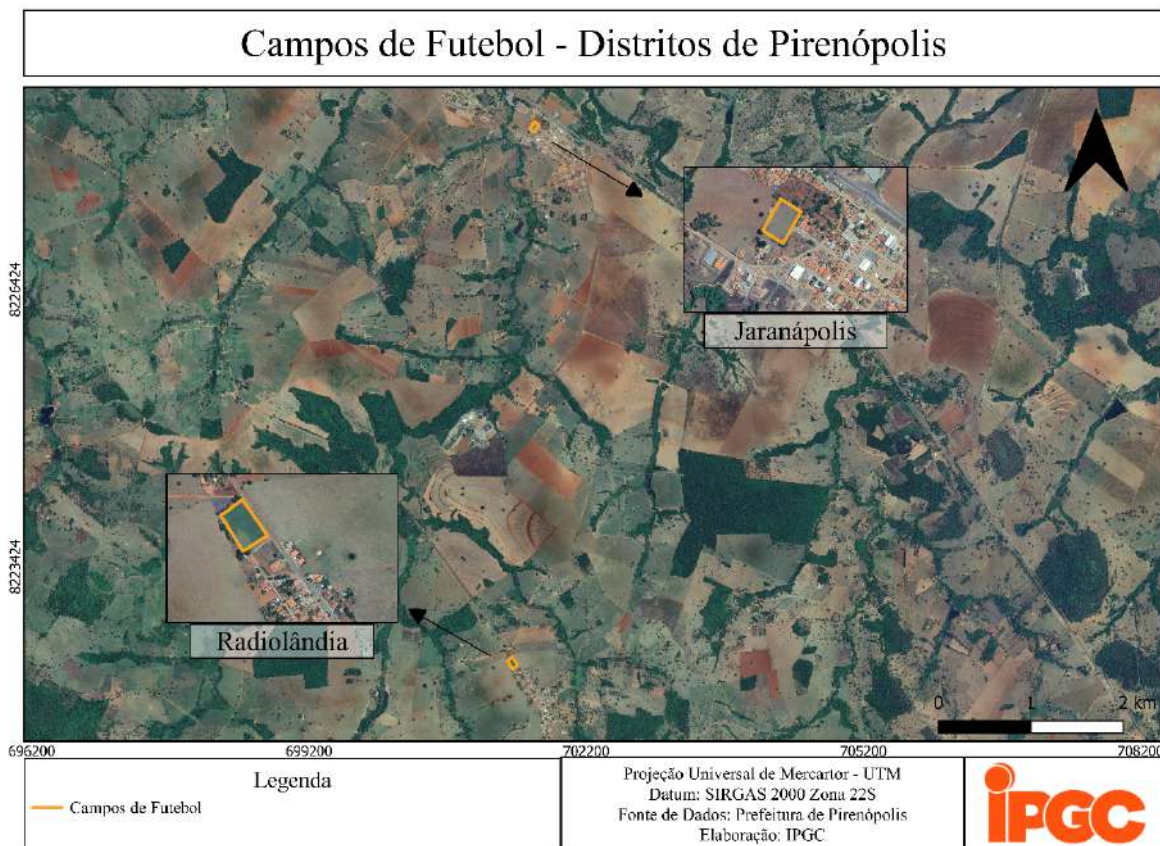 Campos de Futebol - Distritos de Pirenópolis
8226424
Jaranápolis
8223424
Radiolândia
0 1 2 km
696200 699200 702200 705200 708200
Legenda
Campos de Futebol
Projeção Universal de Mercartor - UTM
Datum: SIRGAS 2000 Zona 22S
Fonte de Dados: Prefeitura de Pirenópolis
Elaboração: IPGC
iPGC